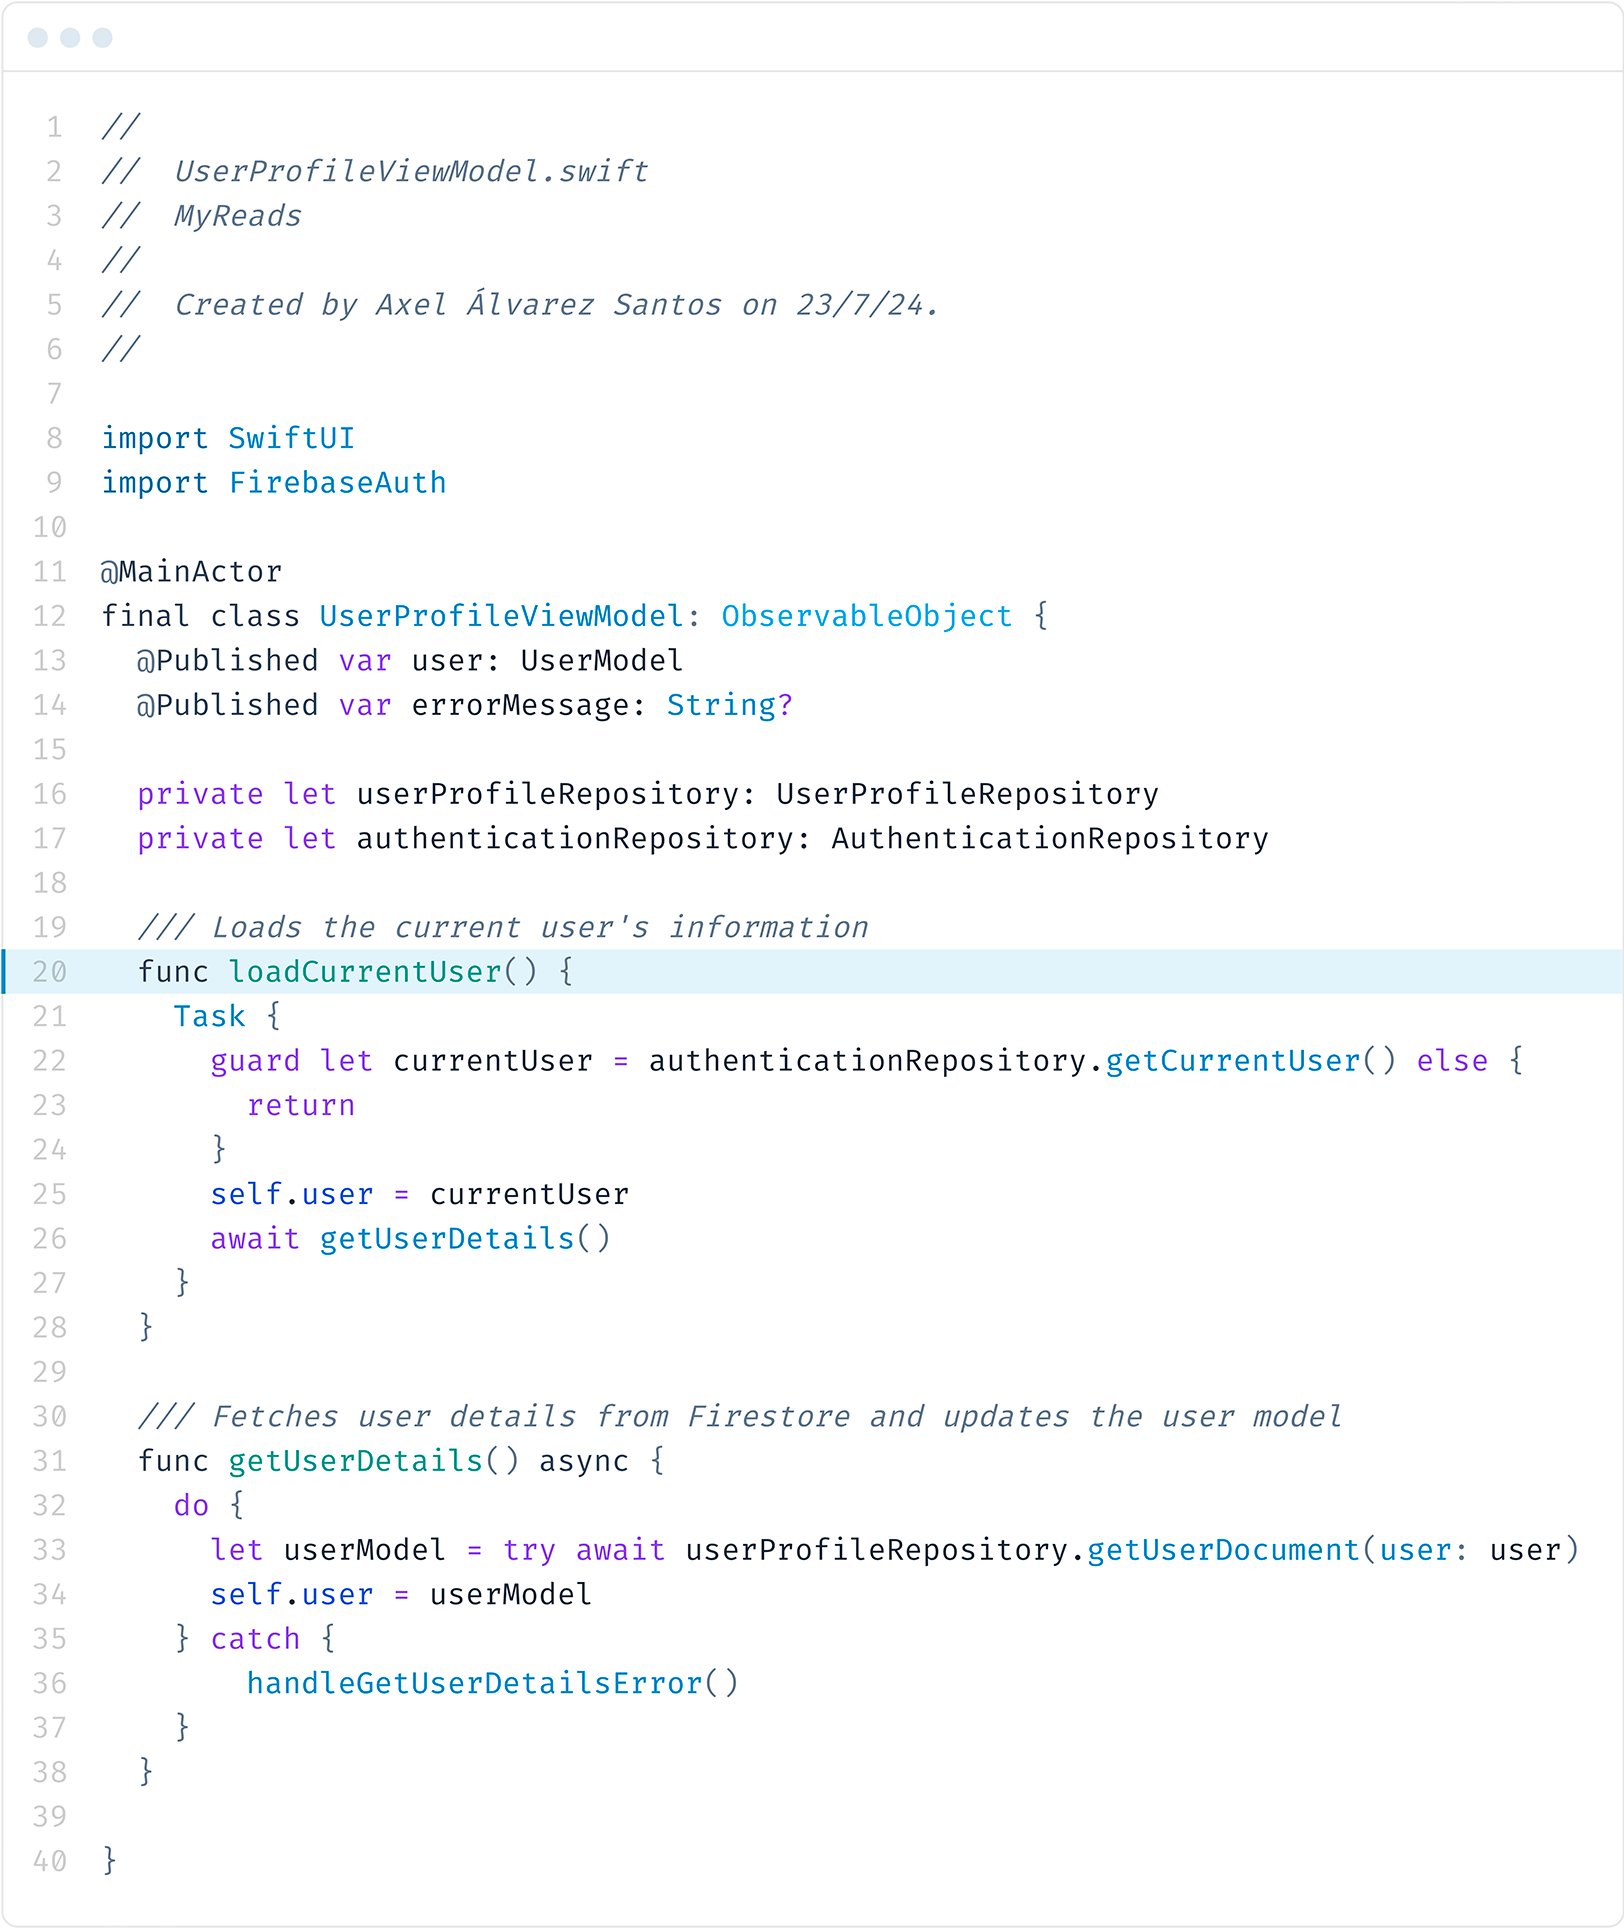 1 //
2 //  UserProfileViewModel.swift
3 //  MyReads
4 //
5 //  Created by Axel Álvarez Santos on 23/7/24.
6 //
7
8 import SwiftUI
9 import FirebaseAuth
10
11 @MainActor
12 final class UserProfileViewModel: ObservableObject {
13   @Published var user: UserModel
14   @Published var errorMessage: String?
15
16   private let userProfileRepository: UserProfileRepository
17   private let authenticationRepository: AuthenticationRepository
18
19   /// Loads the current user's information
20   func loadCurrentUser() {
21     Task {
22       guard let currentUser = authenticationRepository.getCurrentUser() else {
23         return
24       }
25       self.user = currentUser
26       await getUserDetails()
27     }
28   }
29
30   /// Fetches user details from Firestore and updates the user model
31   func getUserDetails() async {
32     do {
33       let userModel = try await userProfileRepository.getUserDocument(user: user)
34       self.user = userModel
35     } catch {
36         handleGetUserDetailsError()
37     }
38   }
39
40 }